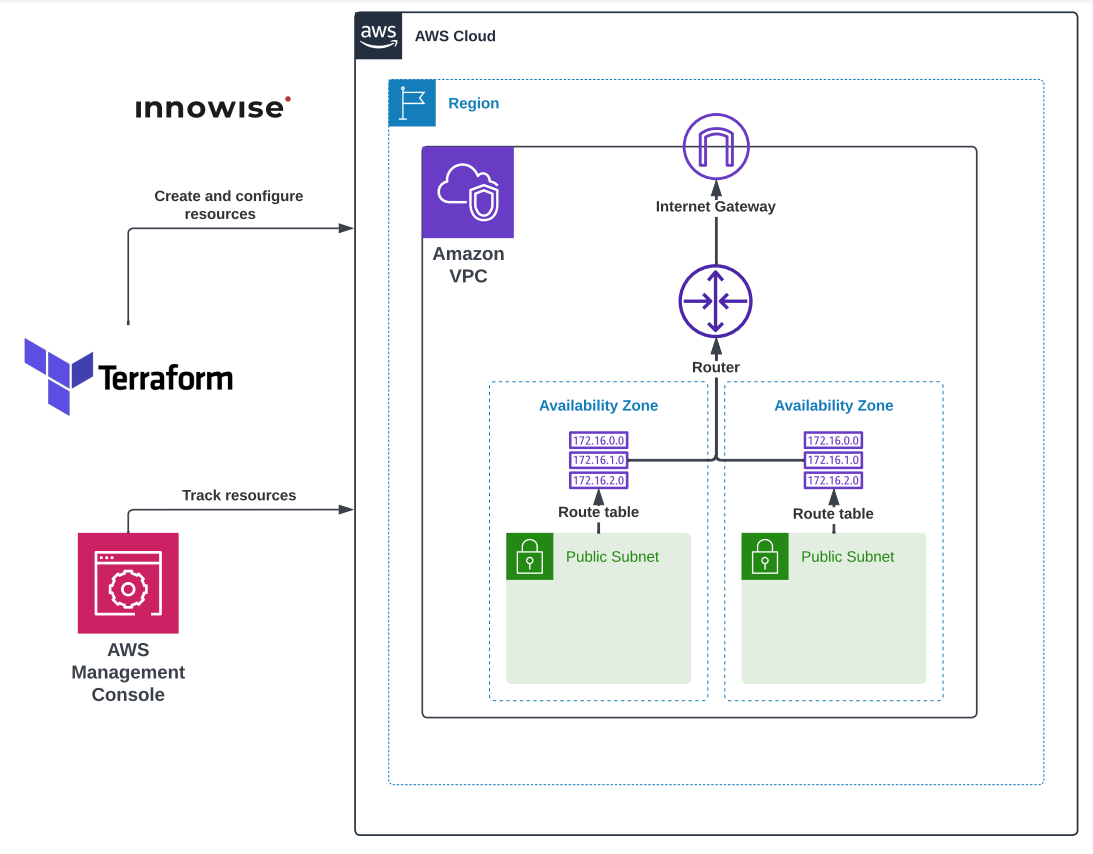 aws
AWS Cloud
ınnowıse
Region
Create and configure
resources
Internet Gateway
Amazon
VPC
Terraform
Router
Availability Zone
Availability Zone
172.16.0.0
172.16.1.0
172.16.2.0
172.16.0.0
172.16.1.0
172.16.2.0
Track resources
Route table
Route table
Public Subnet
Public Subnet
AWS
Management
Console